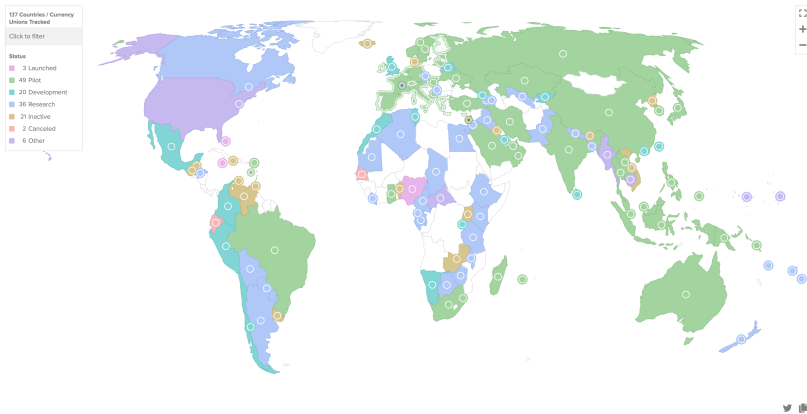 137 Countries / Currency
Unions Tracked
Click to filter
Status
3 Launched
49 Pilot
20 Development
36 Research
21 Inactive
2 Canceled
6 Other